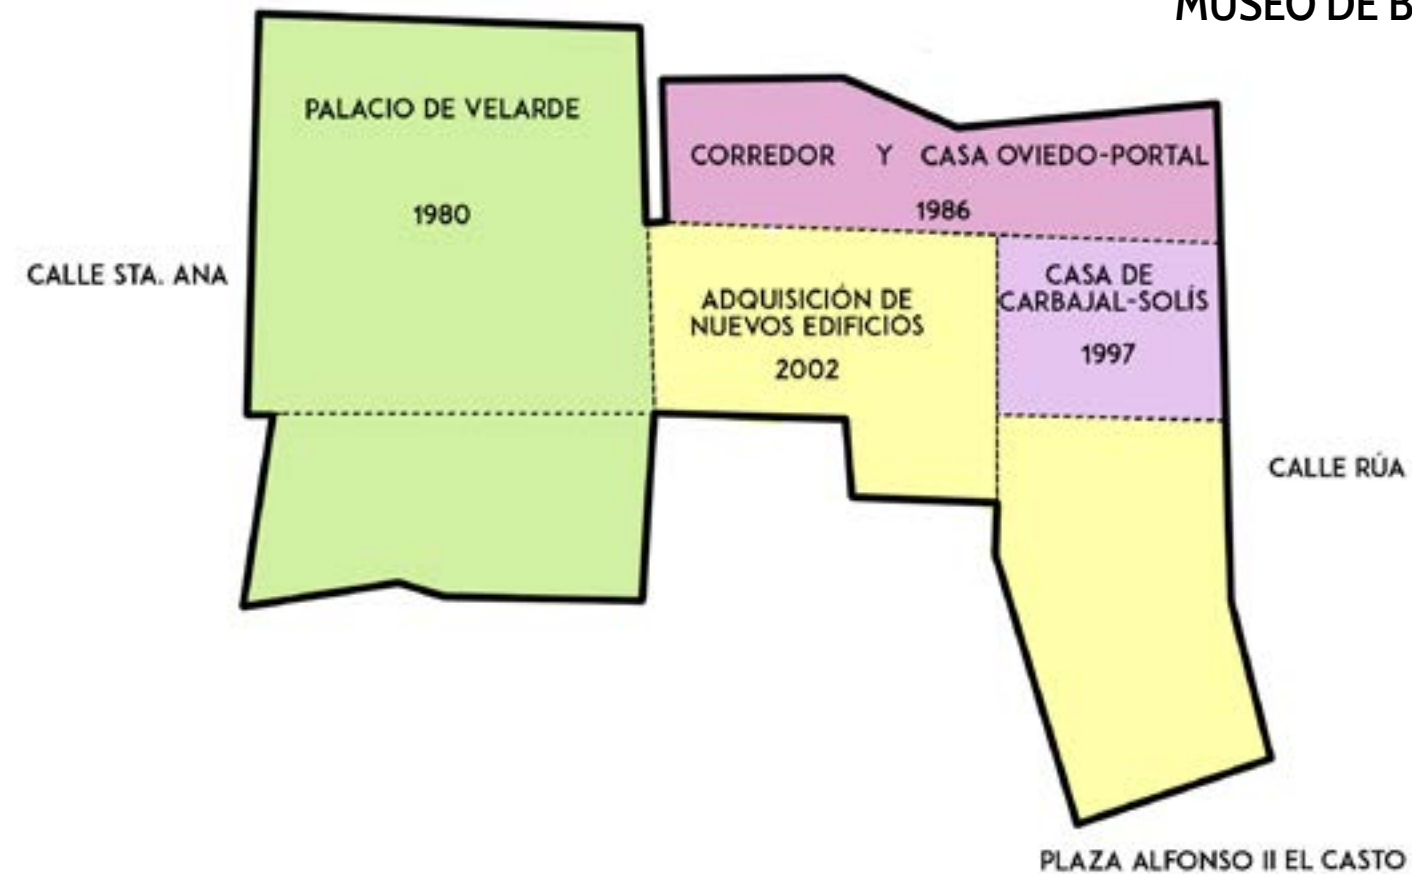 MUSEO DE B
PALACIO DE VELARDE
1980
CORREDOR Y CASA OVIEDO-PORTAL
1986
CALLE STA. ANA
ADQUISICIÓN DE
NUEVOS EDIFICIOS
2002
CASA DE
CARBAJAL-SOLÍS
1997
CALLE RÚA
PLAZA ALFONSO II EL CASTO